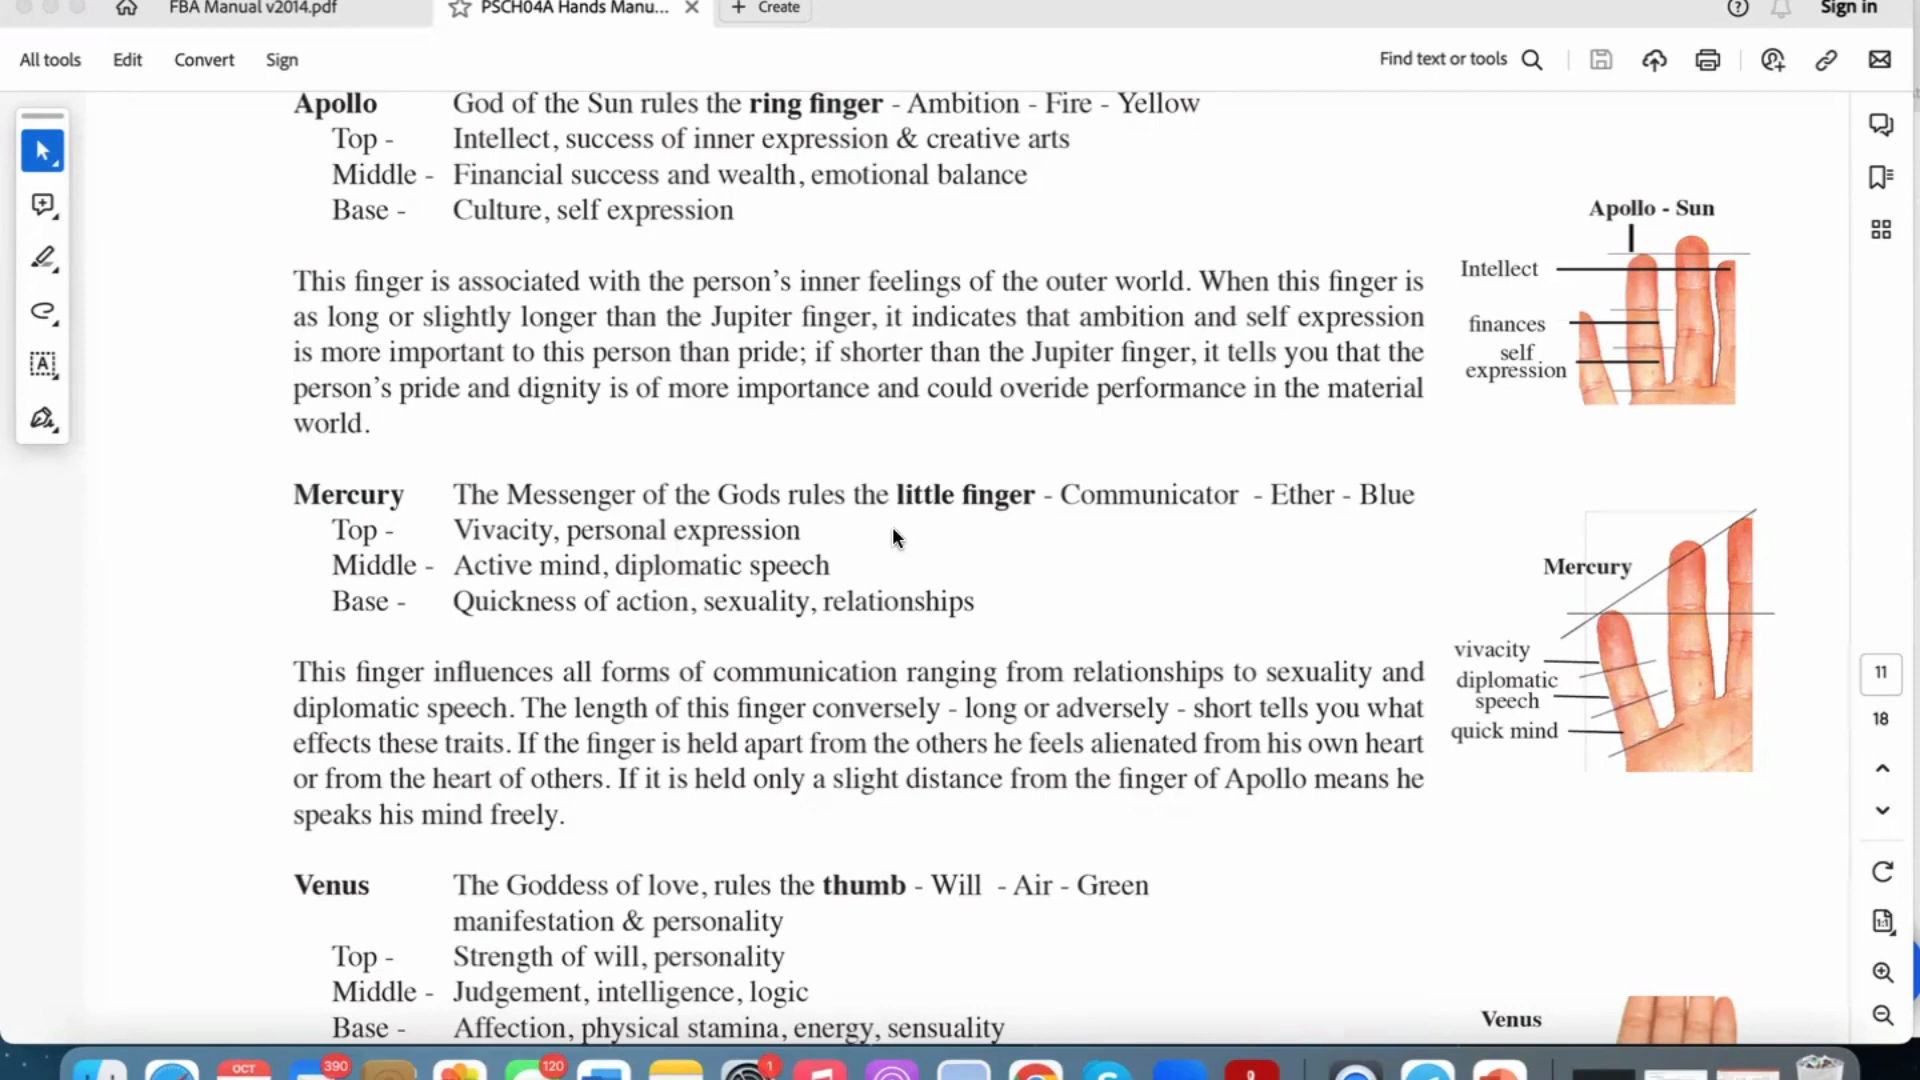 FBA Manual v2014.pdf
PSCH04A Hands Manu...
Create
Sign in
All tools
Edit
Convert
Sign
Find text or tools
Apollo God of the Sun rules the ring finger - Ambition - Fire - Yellow
Top - Intellect, success of inner expression & creative arts
Middle - Financial success and wealth, emotional balance
Base - Culture, self expression
Apollo - Sun
Intellect
finances
self
expression
This finger is associated with the person's inner feelings of the outer world. When this finger is
as long or slightly longer than the Jupiter finger, it indicates that ambition and self expression
is more important to this person than pride; if shorter than the Jupiter finger, it tells you that the
person's pride and dignity is of more importance and could overide performance in the material
world.
Mercury The Messenger of the Gods rules the little finger - Communicator - Ether - Blue
Top - Vivacity, personal expression
Middle - Active mind, diplomatic speech
Base - Quickness of action, sexuality, relationships
Mercury
vivacity
diplomatic
speech
quick mind
This finger influences all forms of communication ranging from relationships to sexuality and
diplomatic speech. The length of this finger conversely - long or adversely - short tells you what
effects these traits. If the finger is held apart from the others he feels alienated from his own heart
or from the heart of others. If it is held only a slight distance from the finger of Apollo means he
speaks his mind freely.
Venus The Goddess of love, rules the thumb - Will - Air - Green
manifestation & personality
Top - Strength of will, personality
Middle - Judgement, intelligence, logic
Base - Affection, physical stamina, energy, sensuality
Venus
11
18
1:1
OCT
390
120
1